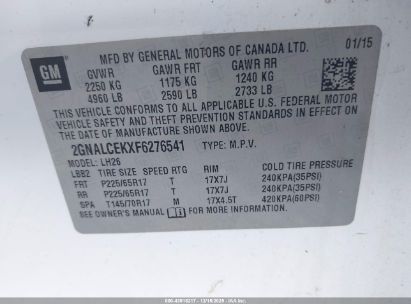 GM
MFD BY GENERAL MOTORS OF CANADA LTD.
01/15
GVWR GAWR FRT GAWR RR
2250 KG 1175 KG 1240 KG
4960 LB 2590 LB 2733 LB
THIS VEHICLE CONFORMS TO ALL APPLICABLE U.S. FEDERAL MOTOR
VEHICLE SAFETY AND THEFT PREVENTION STANDARDS IN EFFECT ON
THE DATE OF MANUFACTURE SHOWN ABOVE.
2GNALCEKXF6276541 TYPE: M.P.V.
MODEL: LH26
LBB2 TIRE SIZE SPEED RTG RIM COLD TIRE PRESSURE
FRT P225/65R17 T 17X7J 240KPA(35PSI)
RR P225/65R17 T 17X7J 240KPA(35PSI)
SPA T145/70R17 M 17X4.5T 420KPA(60PSI)
SEE OWNER'S MANUAL FOR ADDITIONAL INFORMATION.